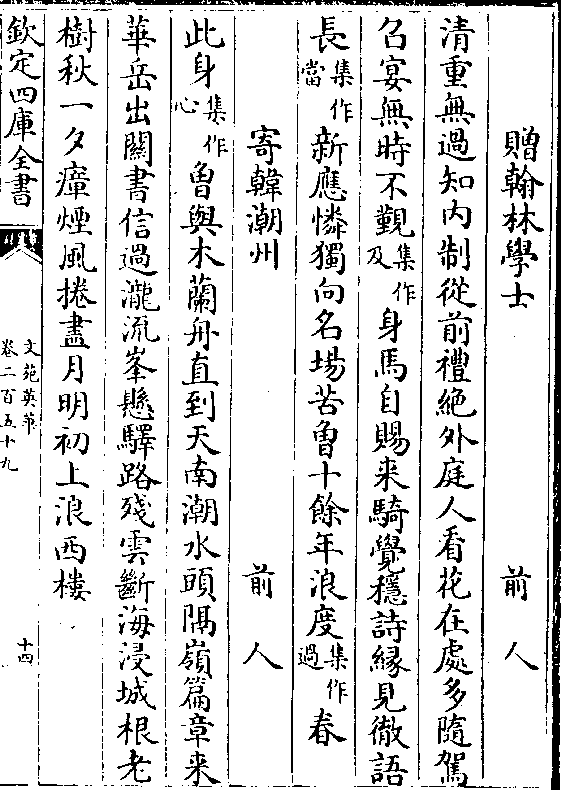 贈翰林學士　前人
清重無過知內制從前禮絶外庭人看花在處多隨駕
召宴無時不觀集作及身馬自賜来騎覺穩詩縁見徹語
長集作當新應憐獨向名塲苦曾十餘年浪度集作過春
寄韓潮州　前人
此身集作心曾與木蘭舟直到天南潮水頭隔嶺篇章来
華岳出關書信過瀧流峯懸驛路殘雲斷海浸城根老
樹秋一夕瘴煙風捲盡月明初上浪西樓
欽定四庫全書
文苑英華
卷二百五十九
十四